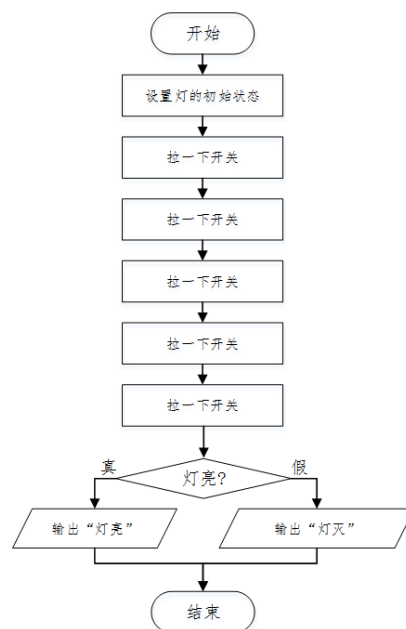 开始
设置灯的初始状态
拉一下开关
拉一下开关
拉一下开关
拉一下开关
拉一下开关
真
灯亮?
假
输出“灯亮”
输出“灯灭”
结束